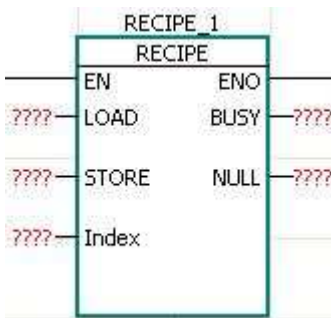 RECIPE_1
RECIPE
EN ENO
???? LOAD BUSY ????
???? STORE NULL ????
???? Index